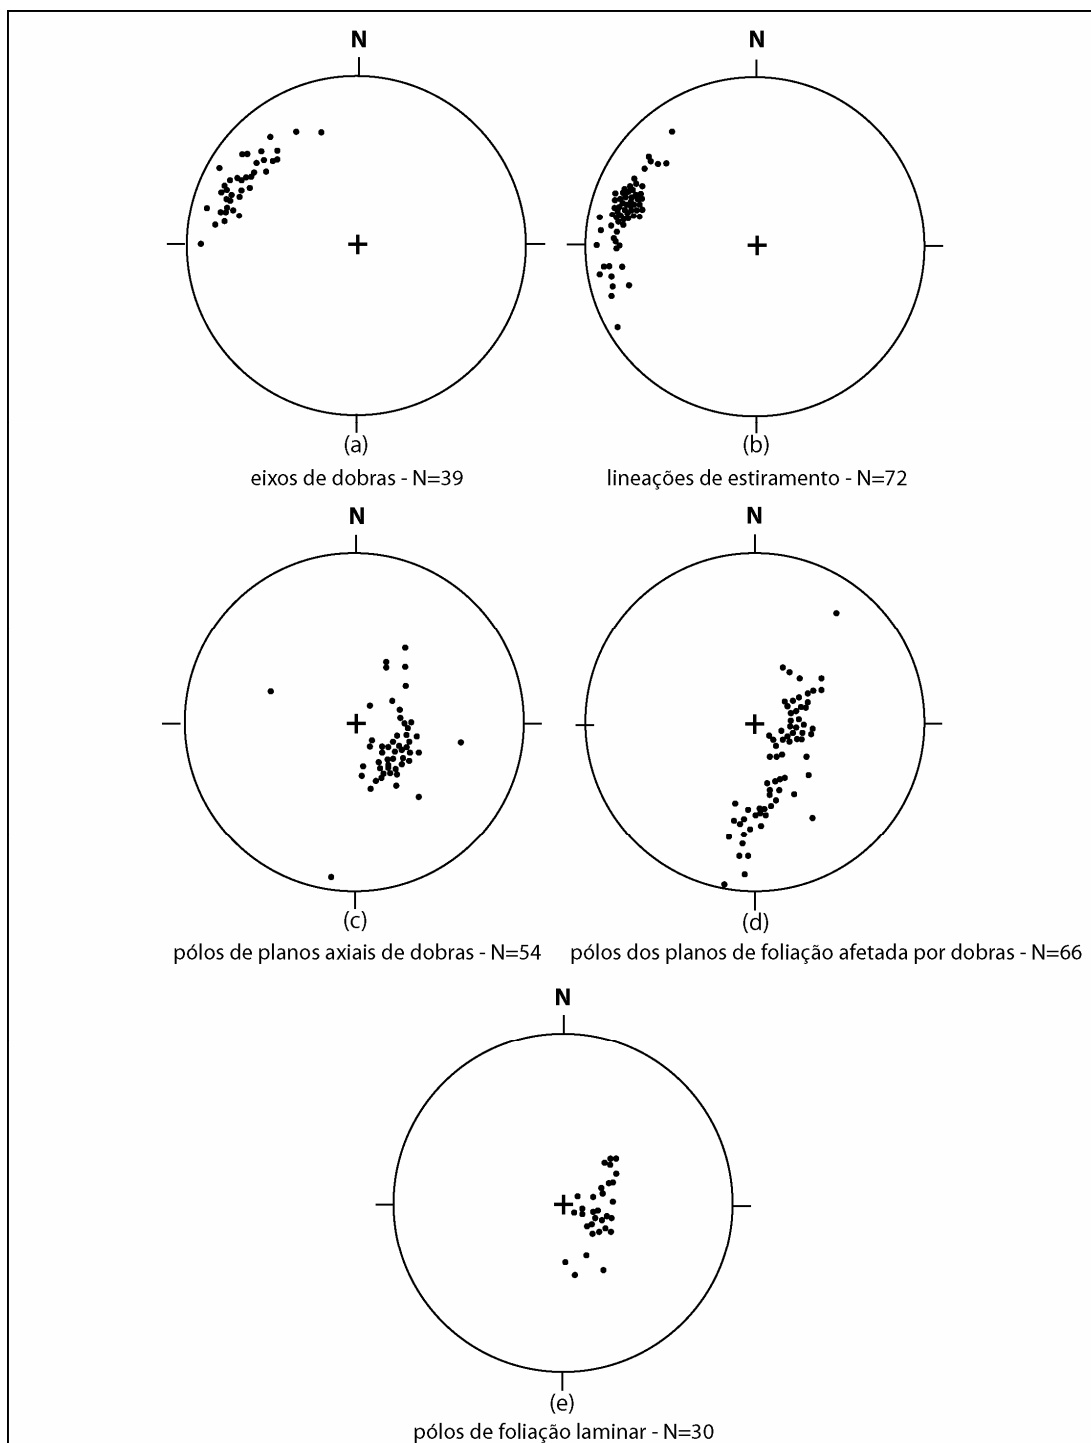 N
N
(a)
(b)
eixos de dobras - N=39
lineações de estiramento - N=72
N
N
(c)
(d)
pólos de planos axiais de dobras - N=54
pólos dos planos de foliação afetada por dobras - N=66
N
(e)
pólos de foliação laminar - N=30